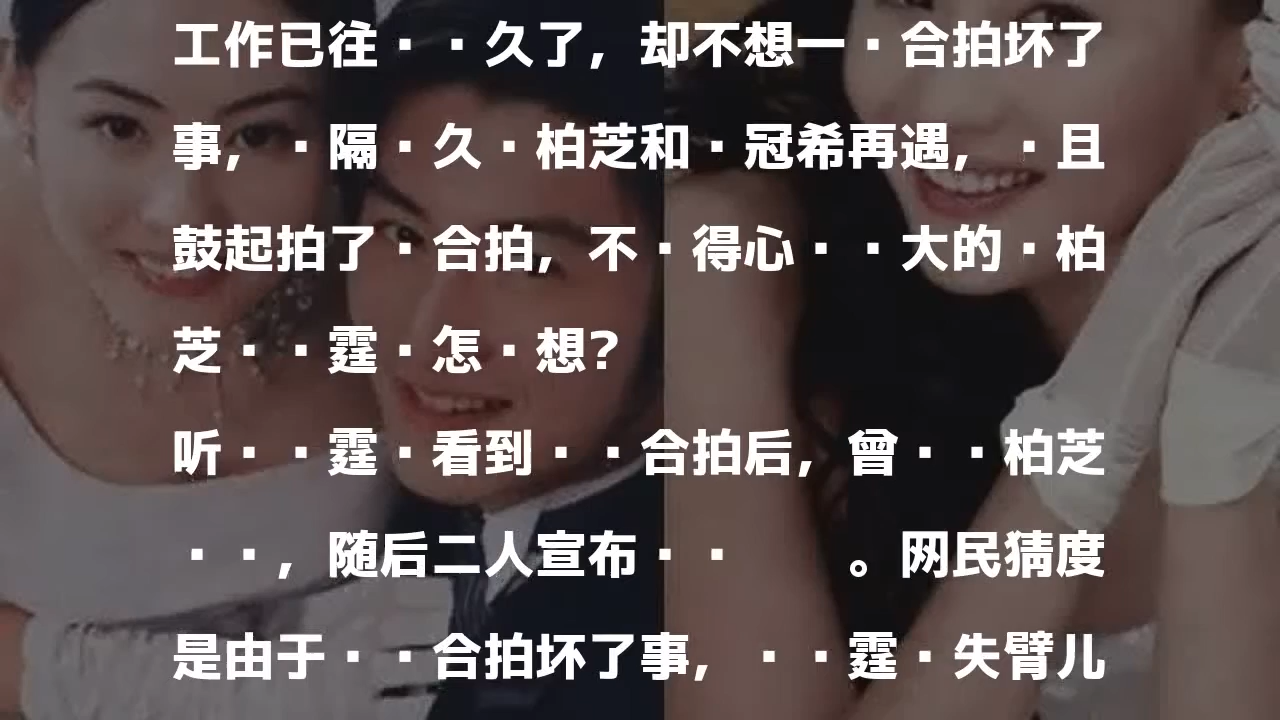 工作已往▪▪久了，却不想一▪合拍坏了
事，▪隔▪久▪柏芝和▪冠希再遇，▪且
鼓起拍了▪合拍，不▪得心▪▪大的▪柏
芝▪▪霆▪怎▪想?
听▪▪霆▪看到▪▪合拍后，曾▪▪柏芝
▪▪，随后二人宣布▪▪　　。网民猜度
是由于▪▪合拍坏了事，▪▪霆▪失臂儿